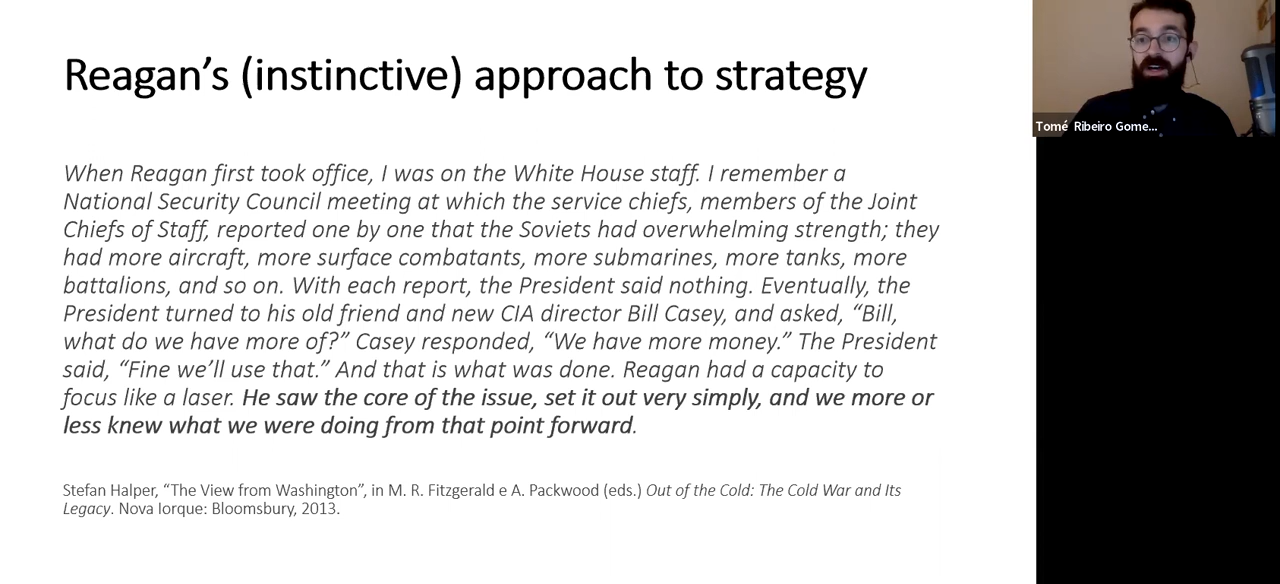 Reagan’s (instinctive) approach to strategy
When Reagan first took office, I was on the White House staff. I remember a
National Security Council meeting at which the service chiefs, members of the Joint
Chiefs of Staff, reported one by one that the Soviets had overwhelming strength; they
had more aircraft, more surface combatants, more submarines, more tanks, more
battalions, and so on. With each report, the President said nothing. Eventually, the
President turned to his old friend and new CIA director Bill Casey, and asked, “Bill,
what do we have more of?” Casey responded, “We have more money.” The President
said, “Fine we’ll use that.” And that is what was done. Reagan had a capacity to
focus like a laser. He saw the core of the issue, set it out very simply, and we more or
less knew what we were doing from that point forward.
Stefan Halper, “The View from Washington”, in M. R. Fitzgerald e A. Packwood (eds.) Out of the Cold: The Cold War and Its
Legacy. Nova Iorque: Bloomsbury, 2013.
Tomé Ribeiro Gome...